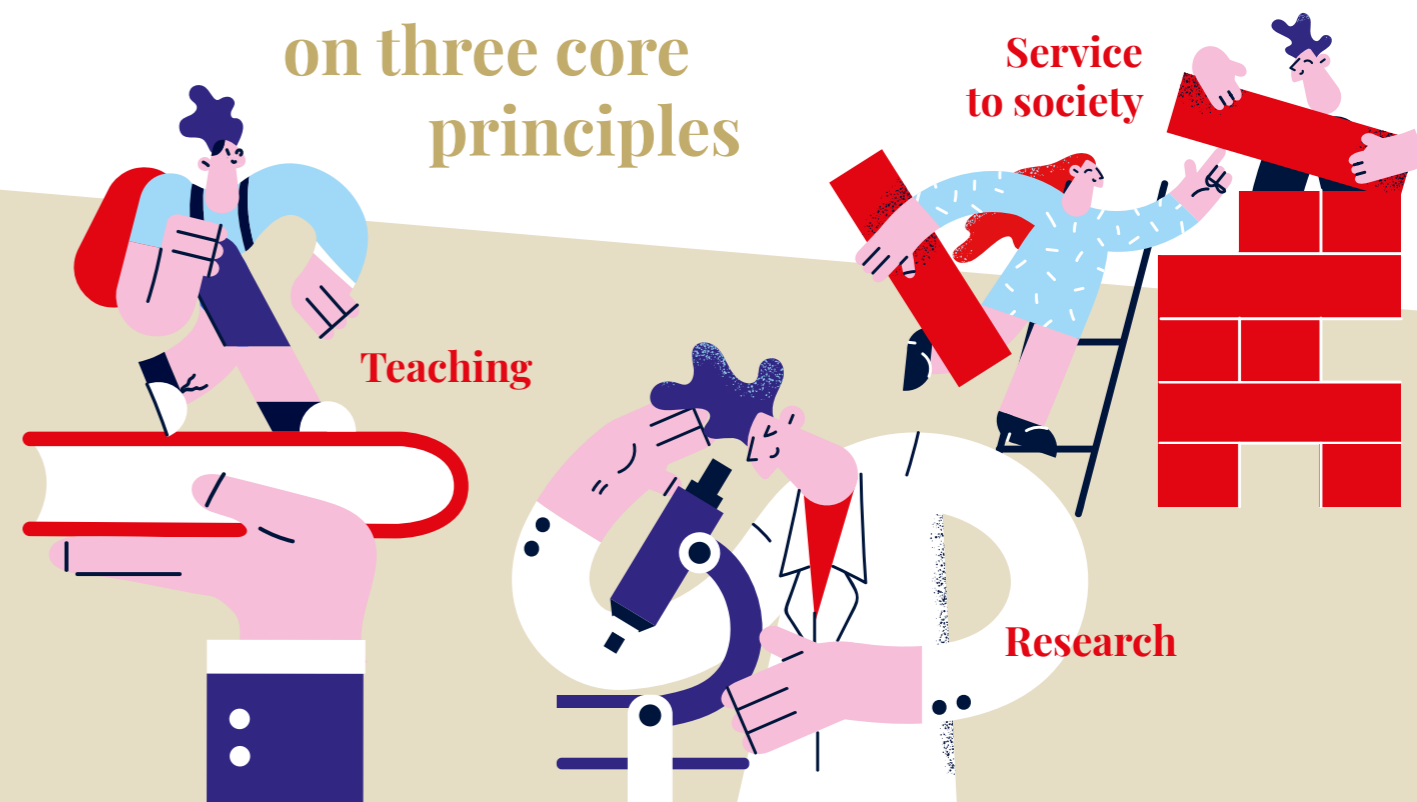 on three core
principles
Service
to society
Teaching
Research